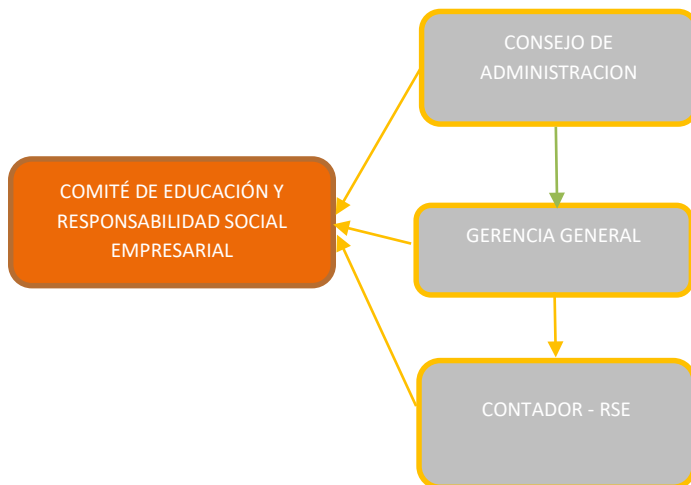 CONSEJO DE
ADMINISTRACION
COMITÉ DE EDUCACIÓN Y
RESPONSABILIDAD SOCIAL
EMPRESARIAL
GERENCIA GENERAL
CONTADOR - RSE